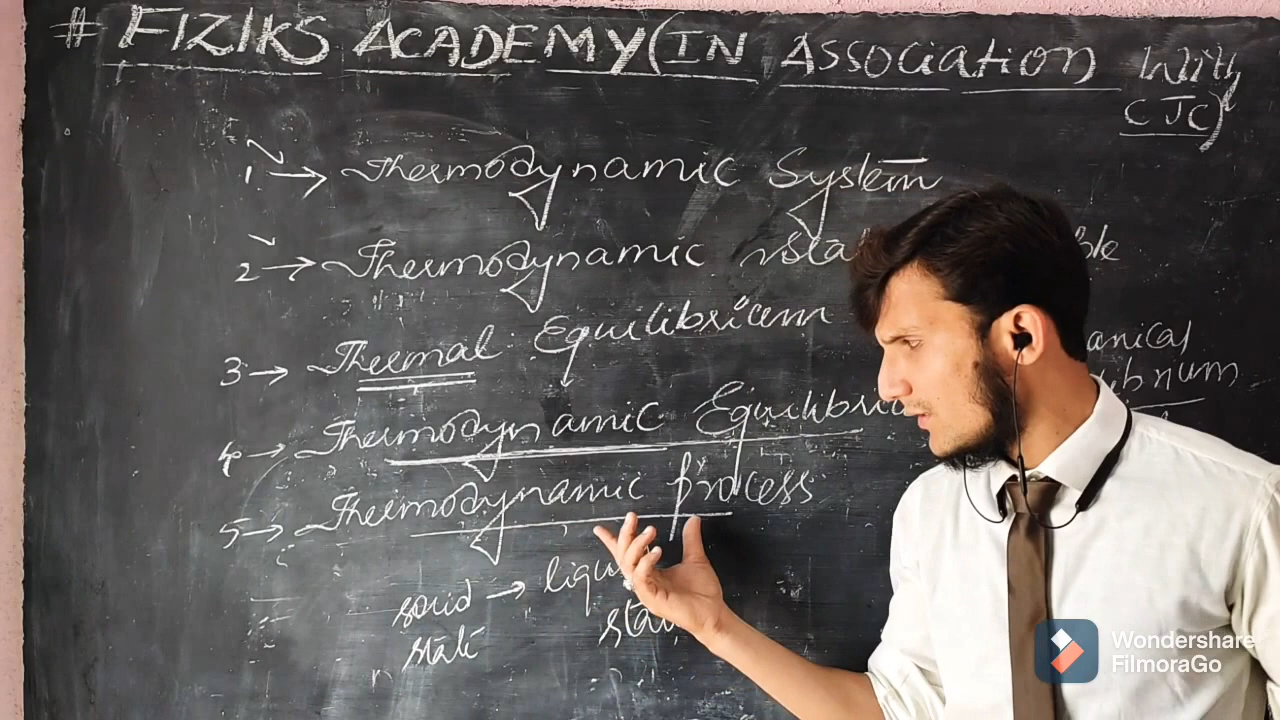 # FIZIKS ACADEMY (IN ASSOCIATION With
CJC)
1 → Thermodynamic System
2 → Thermodynamic
3 → Thermal Equilibrium
4 → Thermodynamic
5 → Thermodynamic process
solid →
state
Wondershare
FilmoraGo